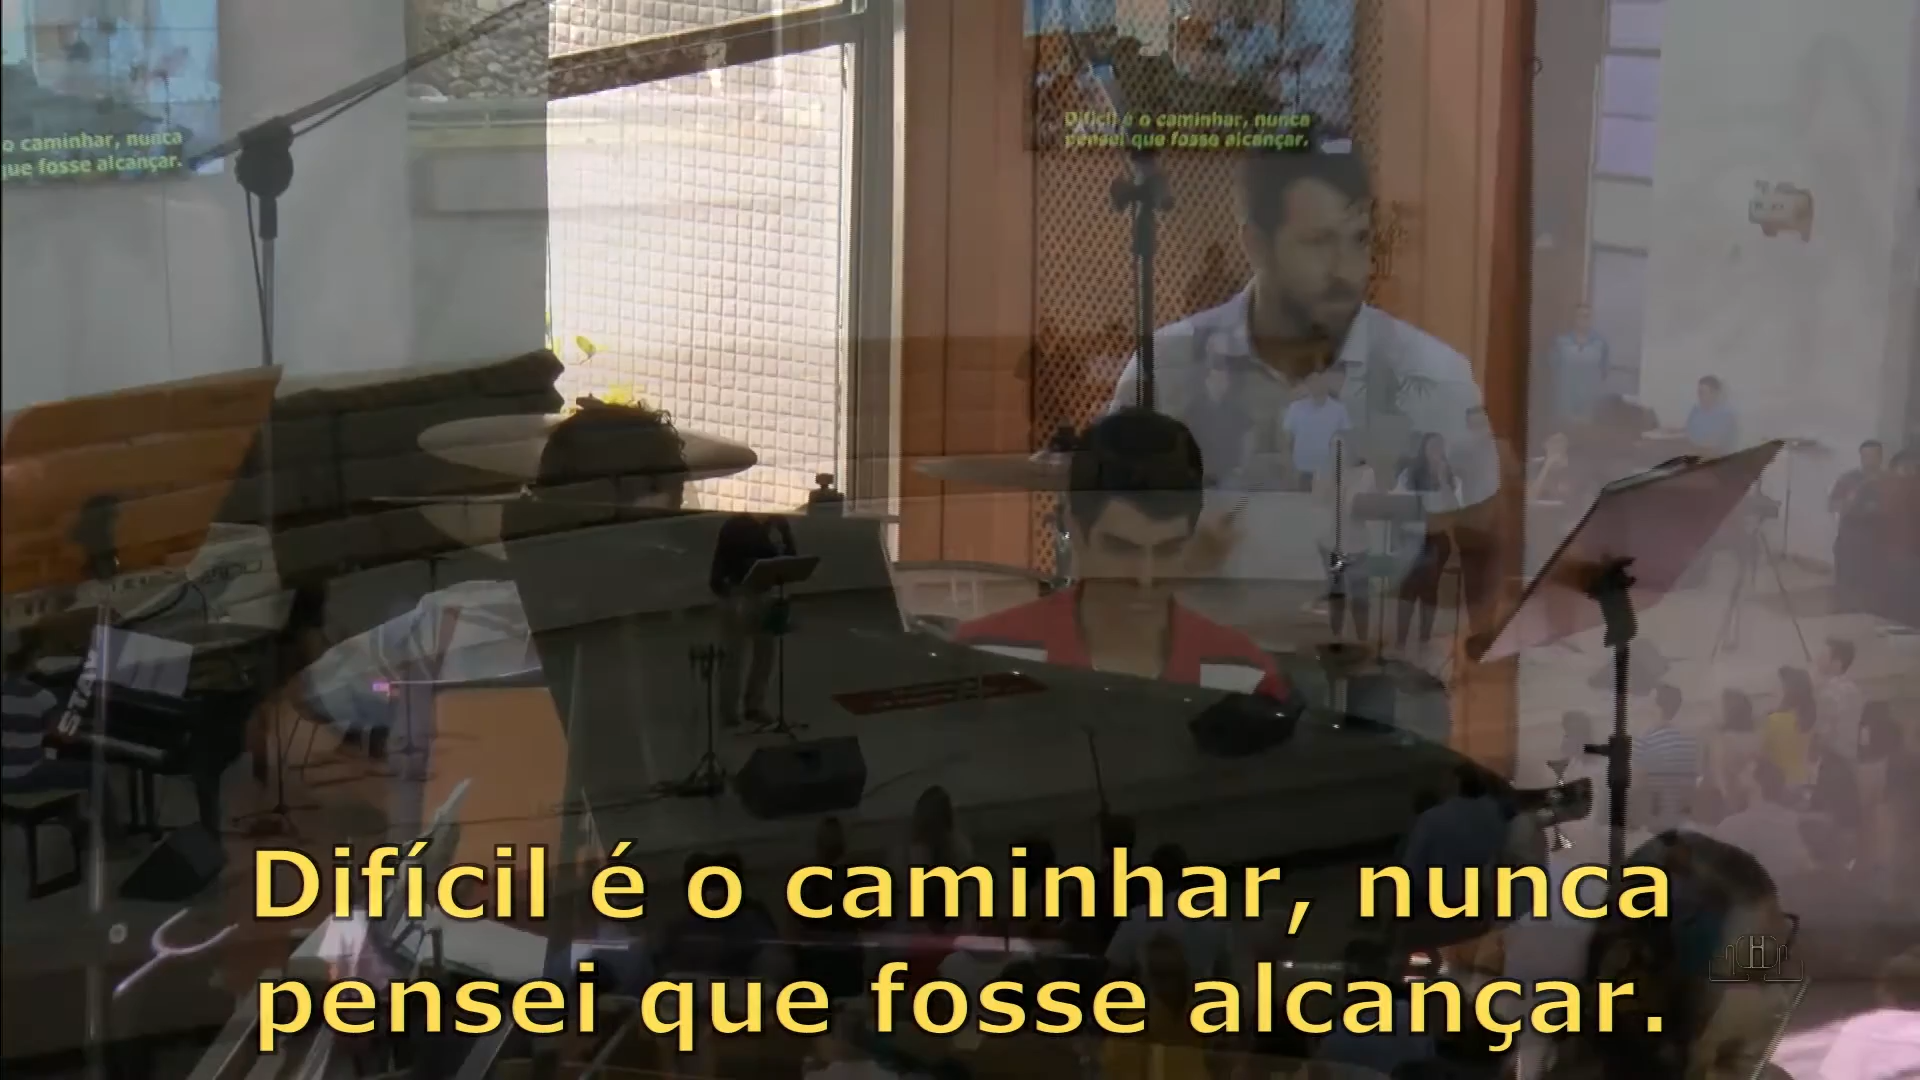 o caminhar, nunca
que fosse alcançar.
Difícil é o caminhar, nunca
pensei que fosse alcançar.
Difícil é o caminhar, nunca
pensei que fosse alcançar.